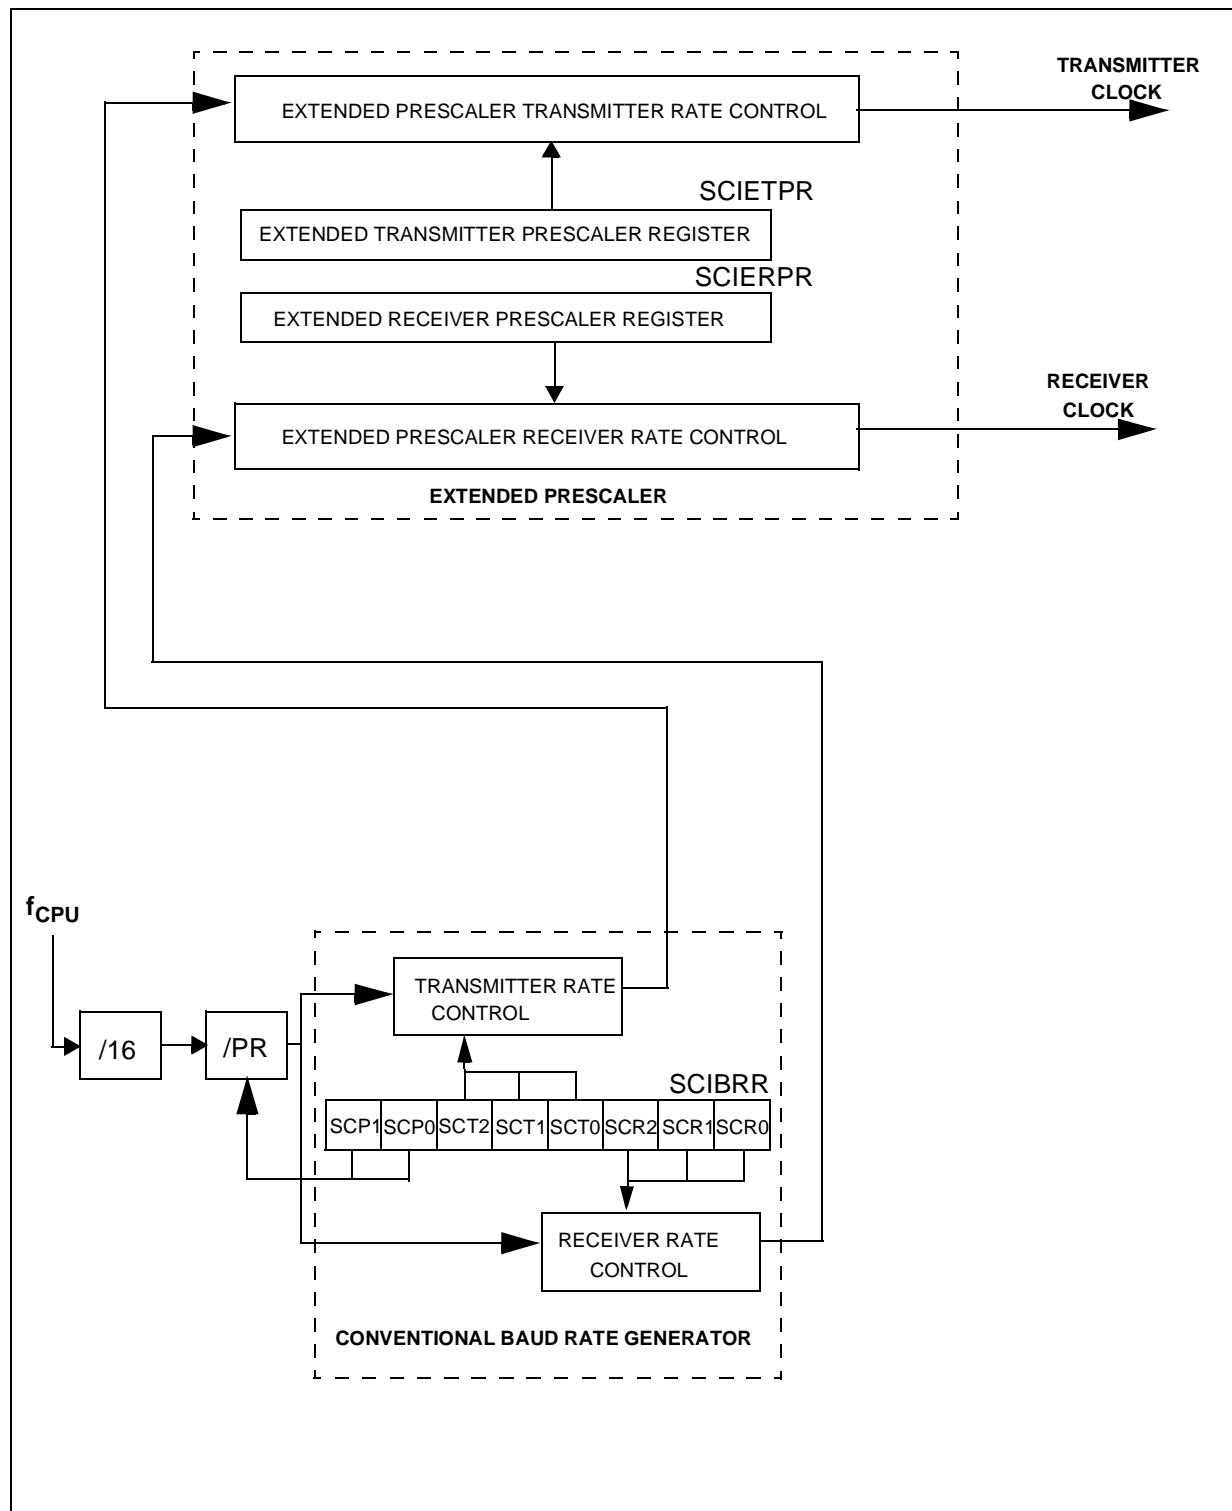 TRANSMITTER
CLOCK
EXTENDED PRESCALER TRANSMITTER RATE CONTROL
SCIETPR
EXTENDED TRANSMITTER PRESCALER REGISTER
SCIERPR
EXTENDED RECEIVER PRESCALER REGISTER
RECEIVER
CLOCK
EXTENDED PRESCALER RECEIVER RATE CONTROL
EXTENDED PRESCALER
fCPU
TRANSMITTER RATE
CONTROL
/16
/PR
SCIBRR
SCP1 SCP0 SCT2 SCT1 SCT0 SCR2 SCR1 SCR0
RECEIVER RATE
CONTROL
CONVENTIONAL BAUD RATE GENERATOR